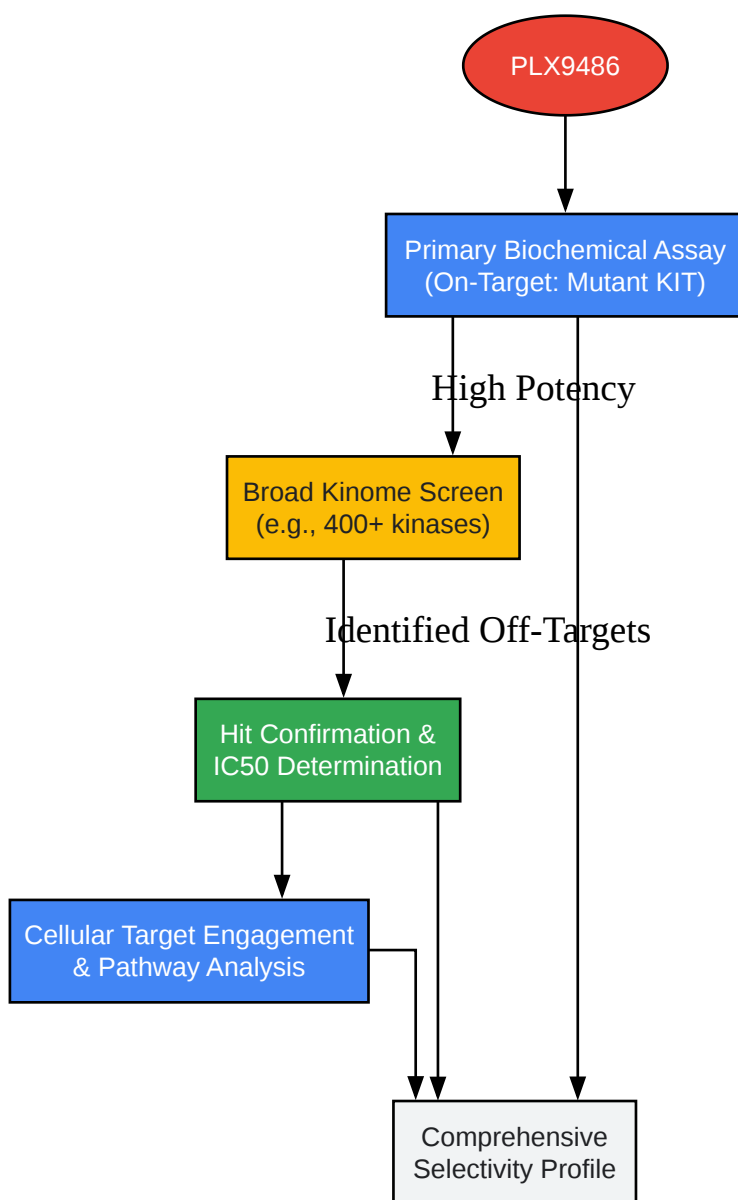 PLX9486
Primary Biochemical Assay
(On-Target: Mutant KIT)
High Potency
Broad Kinome Screen
(e.g., 400+ kinases)
Identified Off-Targets
Hit Confirmation &
IC50 Determination
Cellular Target Engagement
& Pathway Analysis
Comprehensive
Selectivity Profile